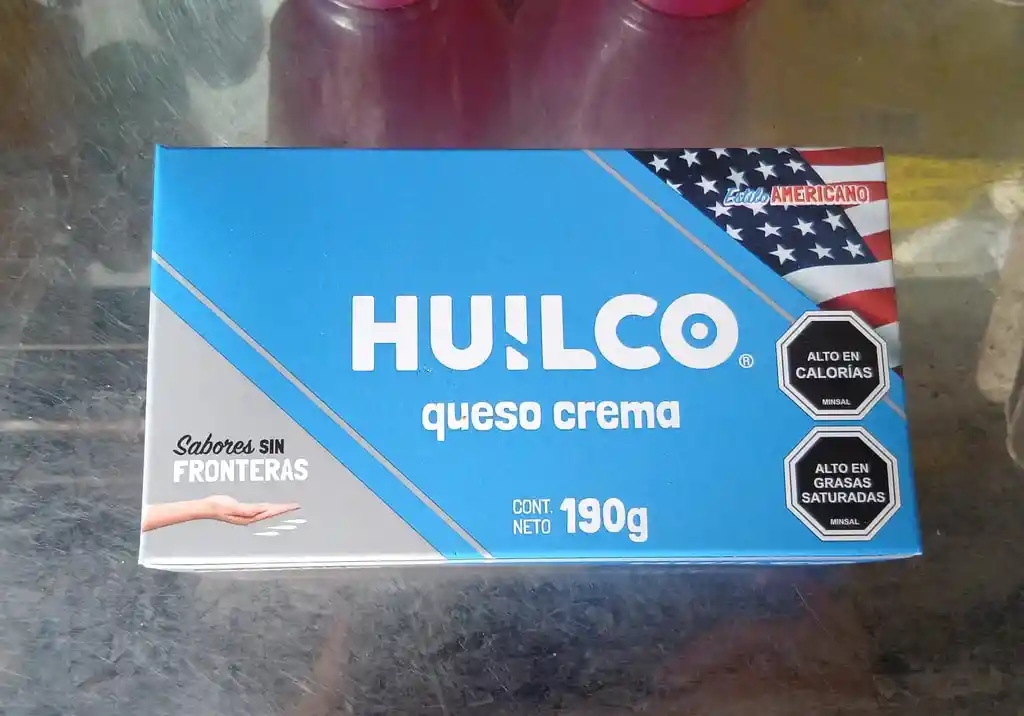 Estilo AMERICANO
HUILCO®
queso crema
CONT.
NETO 190g
Sabores SIN
FRONTERAS
ALTO EN
CALORÍAS
MINSAL
ALTO EN
GRASAS
SATURADAS
MINSAL